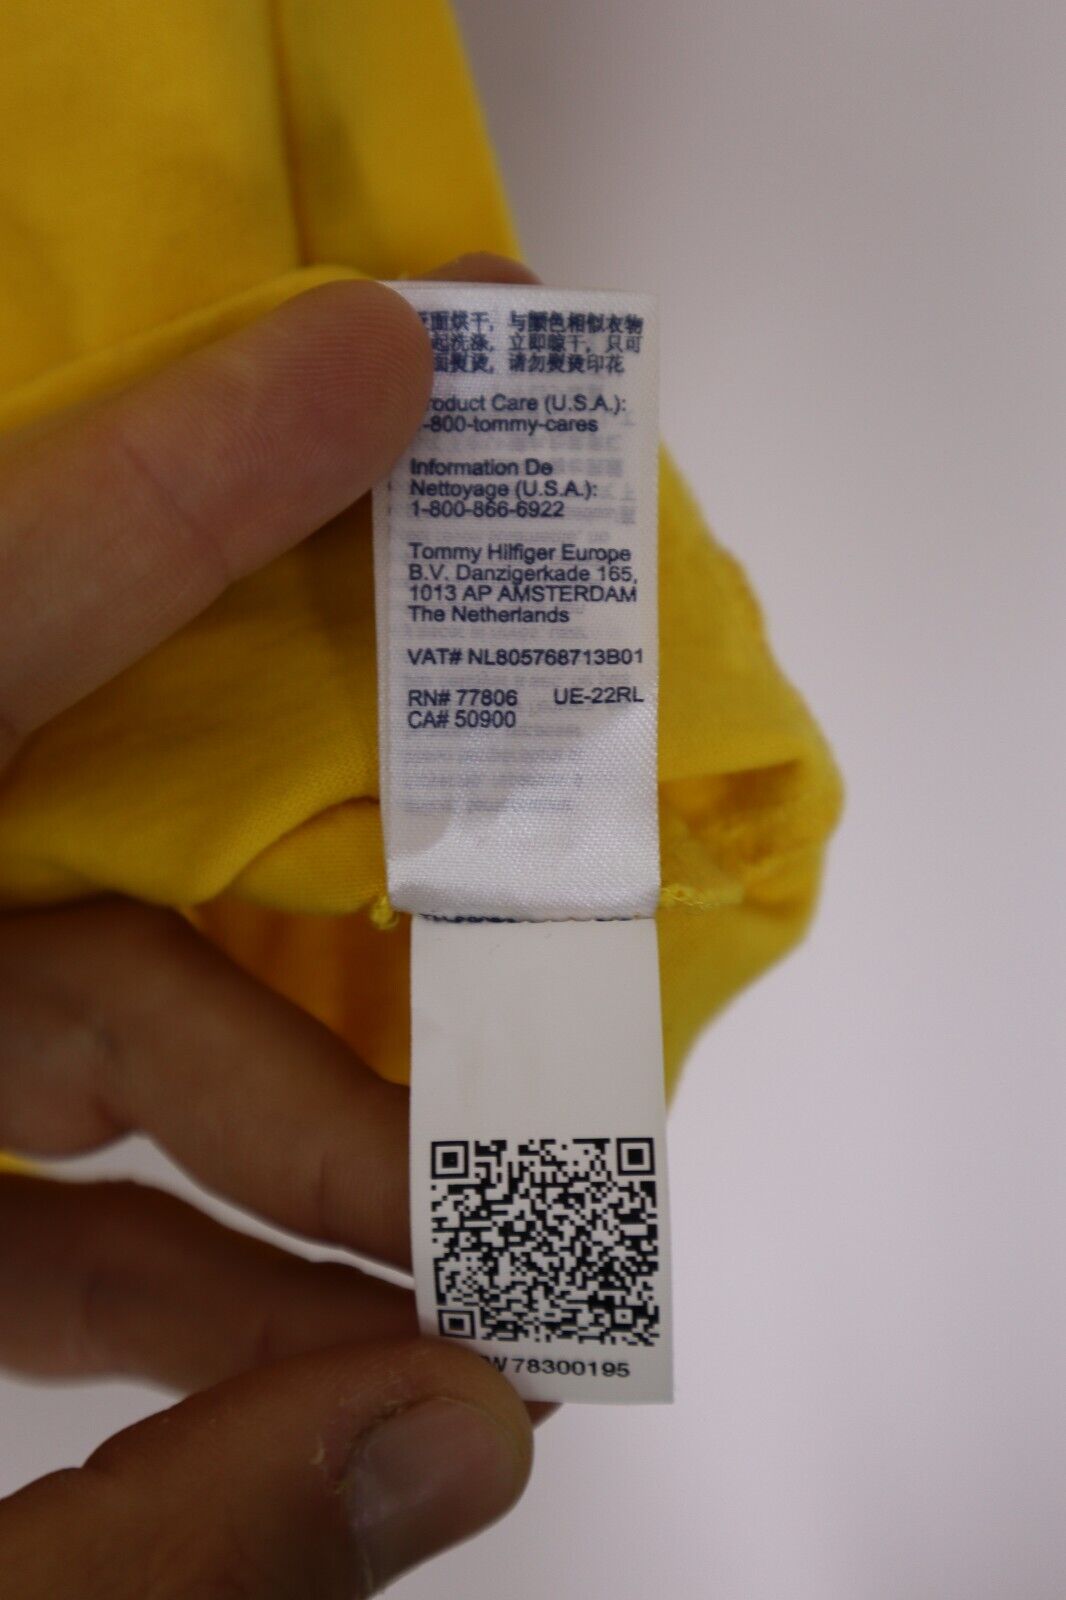 面烘干, 与颜色相似衣物
起洗涤, 立即晾干, 只可
面熨烫, 请勿熨烫印花
roduct Care (U.S.A.):
-800-tommy-cares
Information De
Nettoyage (U.S.A.):
1-800-866-6922
Tommy Hilfiger Europe
B.V. Danzigerkade 165,
1013 AP AMSTERDAM
The Netherlands
VAT# NL805768713B01
RN# 77806 UE-22RL
CA# 50900
W78300195